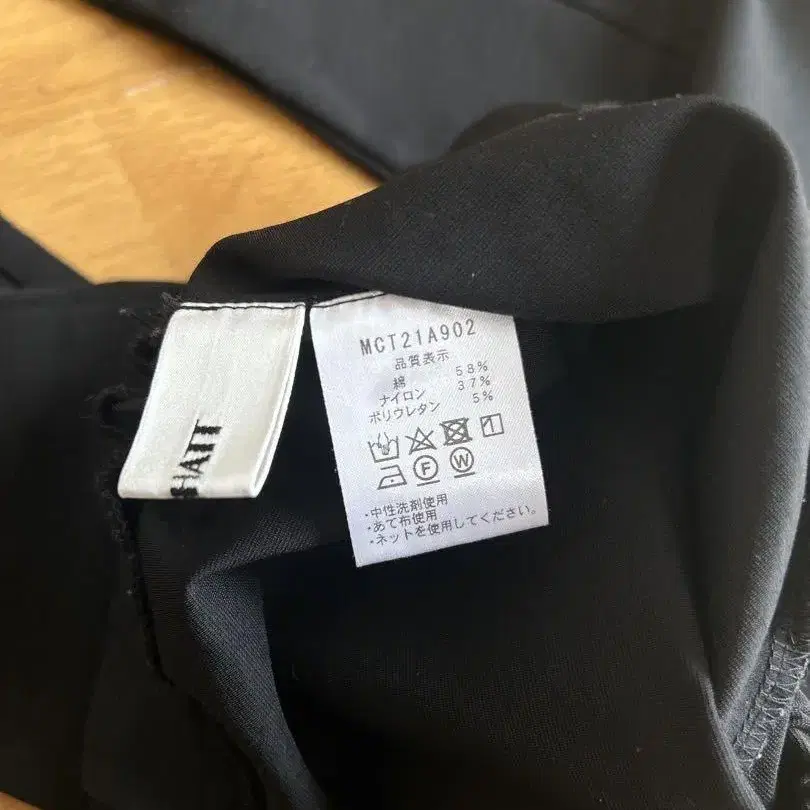 HAIT
MCT21A902
品質表示
綿 58%
ナイロン 37%
ポリウレタン 5%
F W
・中性洗剤使用
・あて布使用
・ネットを使用してください。